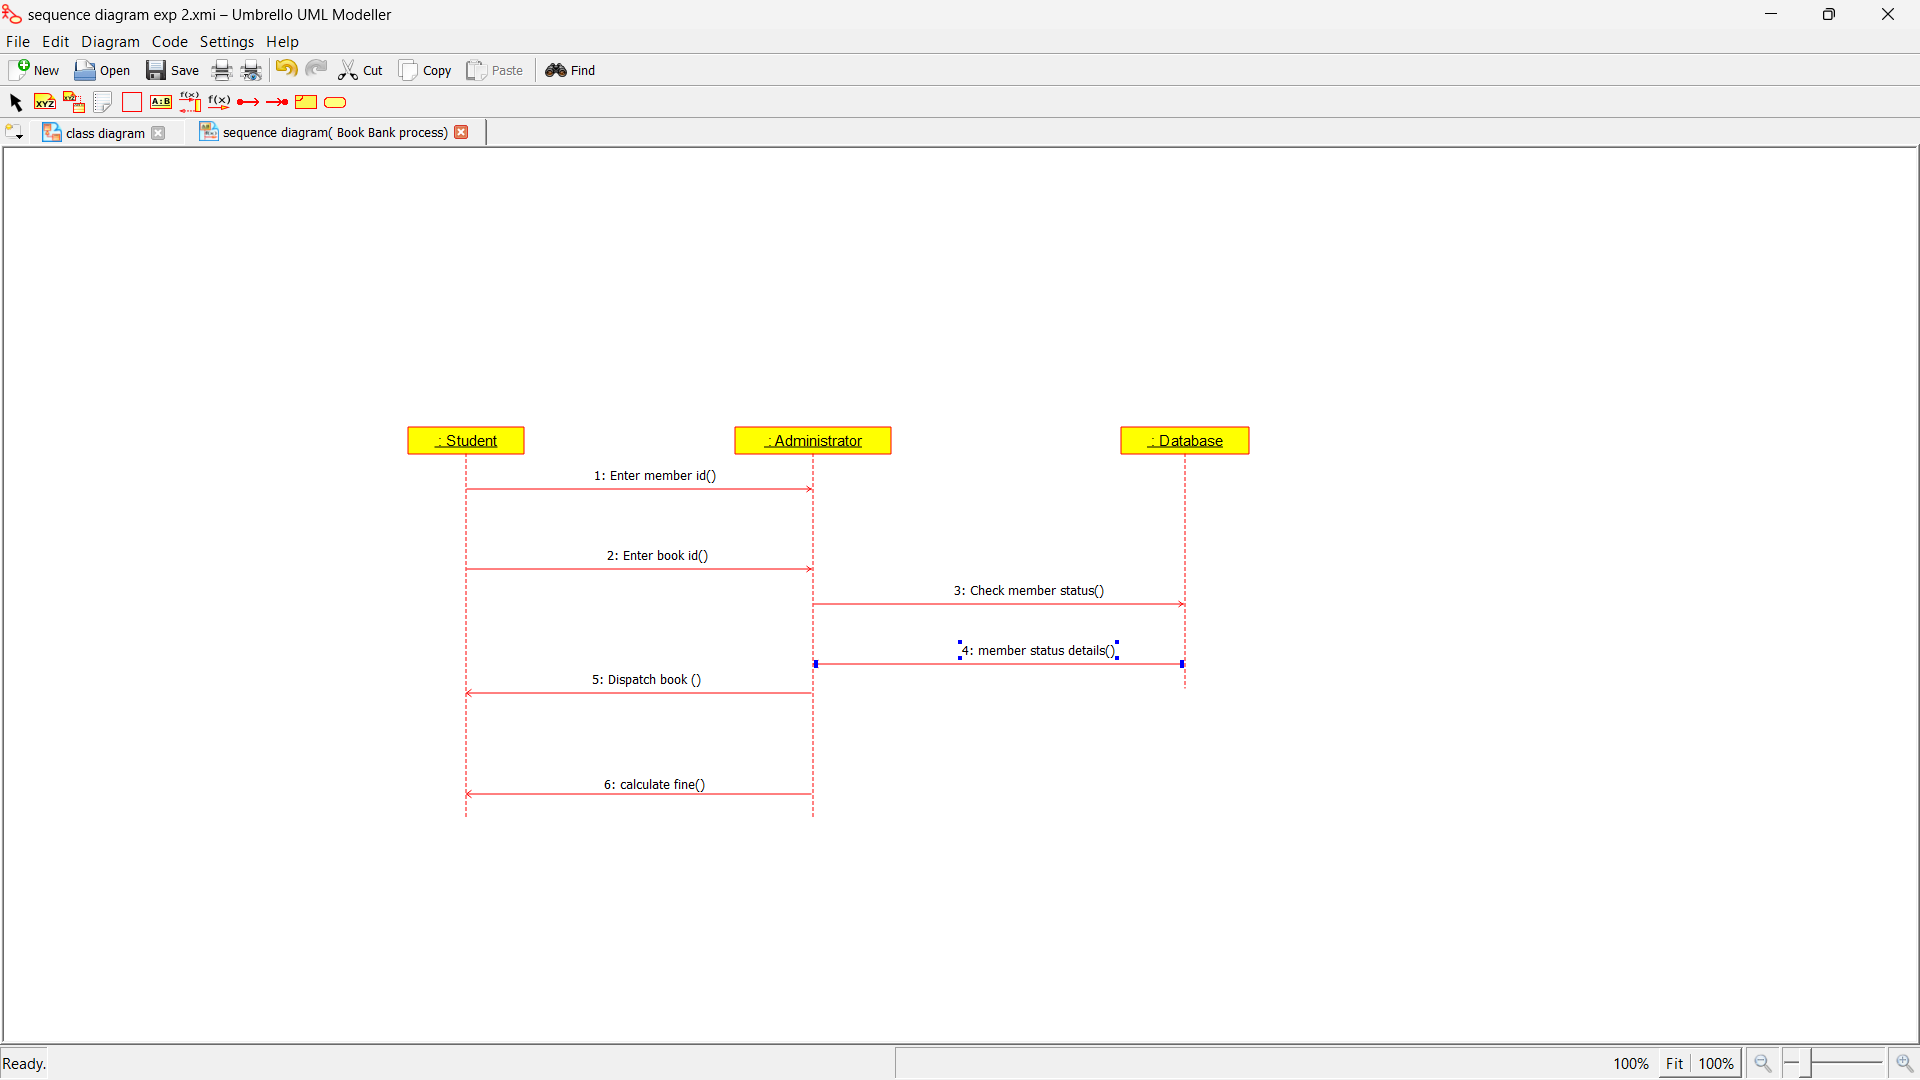 sequence diagram exp 2.xmi – Umbrello UML Modeller
File Edit Diagram Code Settings Help
New Open Save Cut Copy Paste Find
XYZ XYZ A:B f(x) f(x)
class diagram sequence diagram( Book Bank process)
: Student : Administrator : Database
1: Enter member id()
2: Enter book id()
3: Check member status()
4: member status details()
5: Dispatch book ()
6: calculate fine()
Ready. 100% Fit 100%